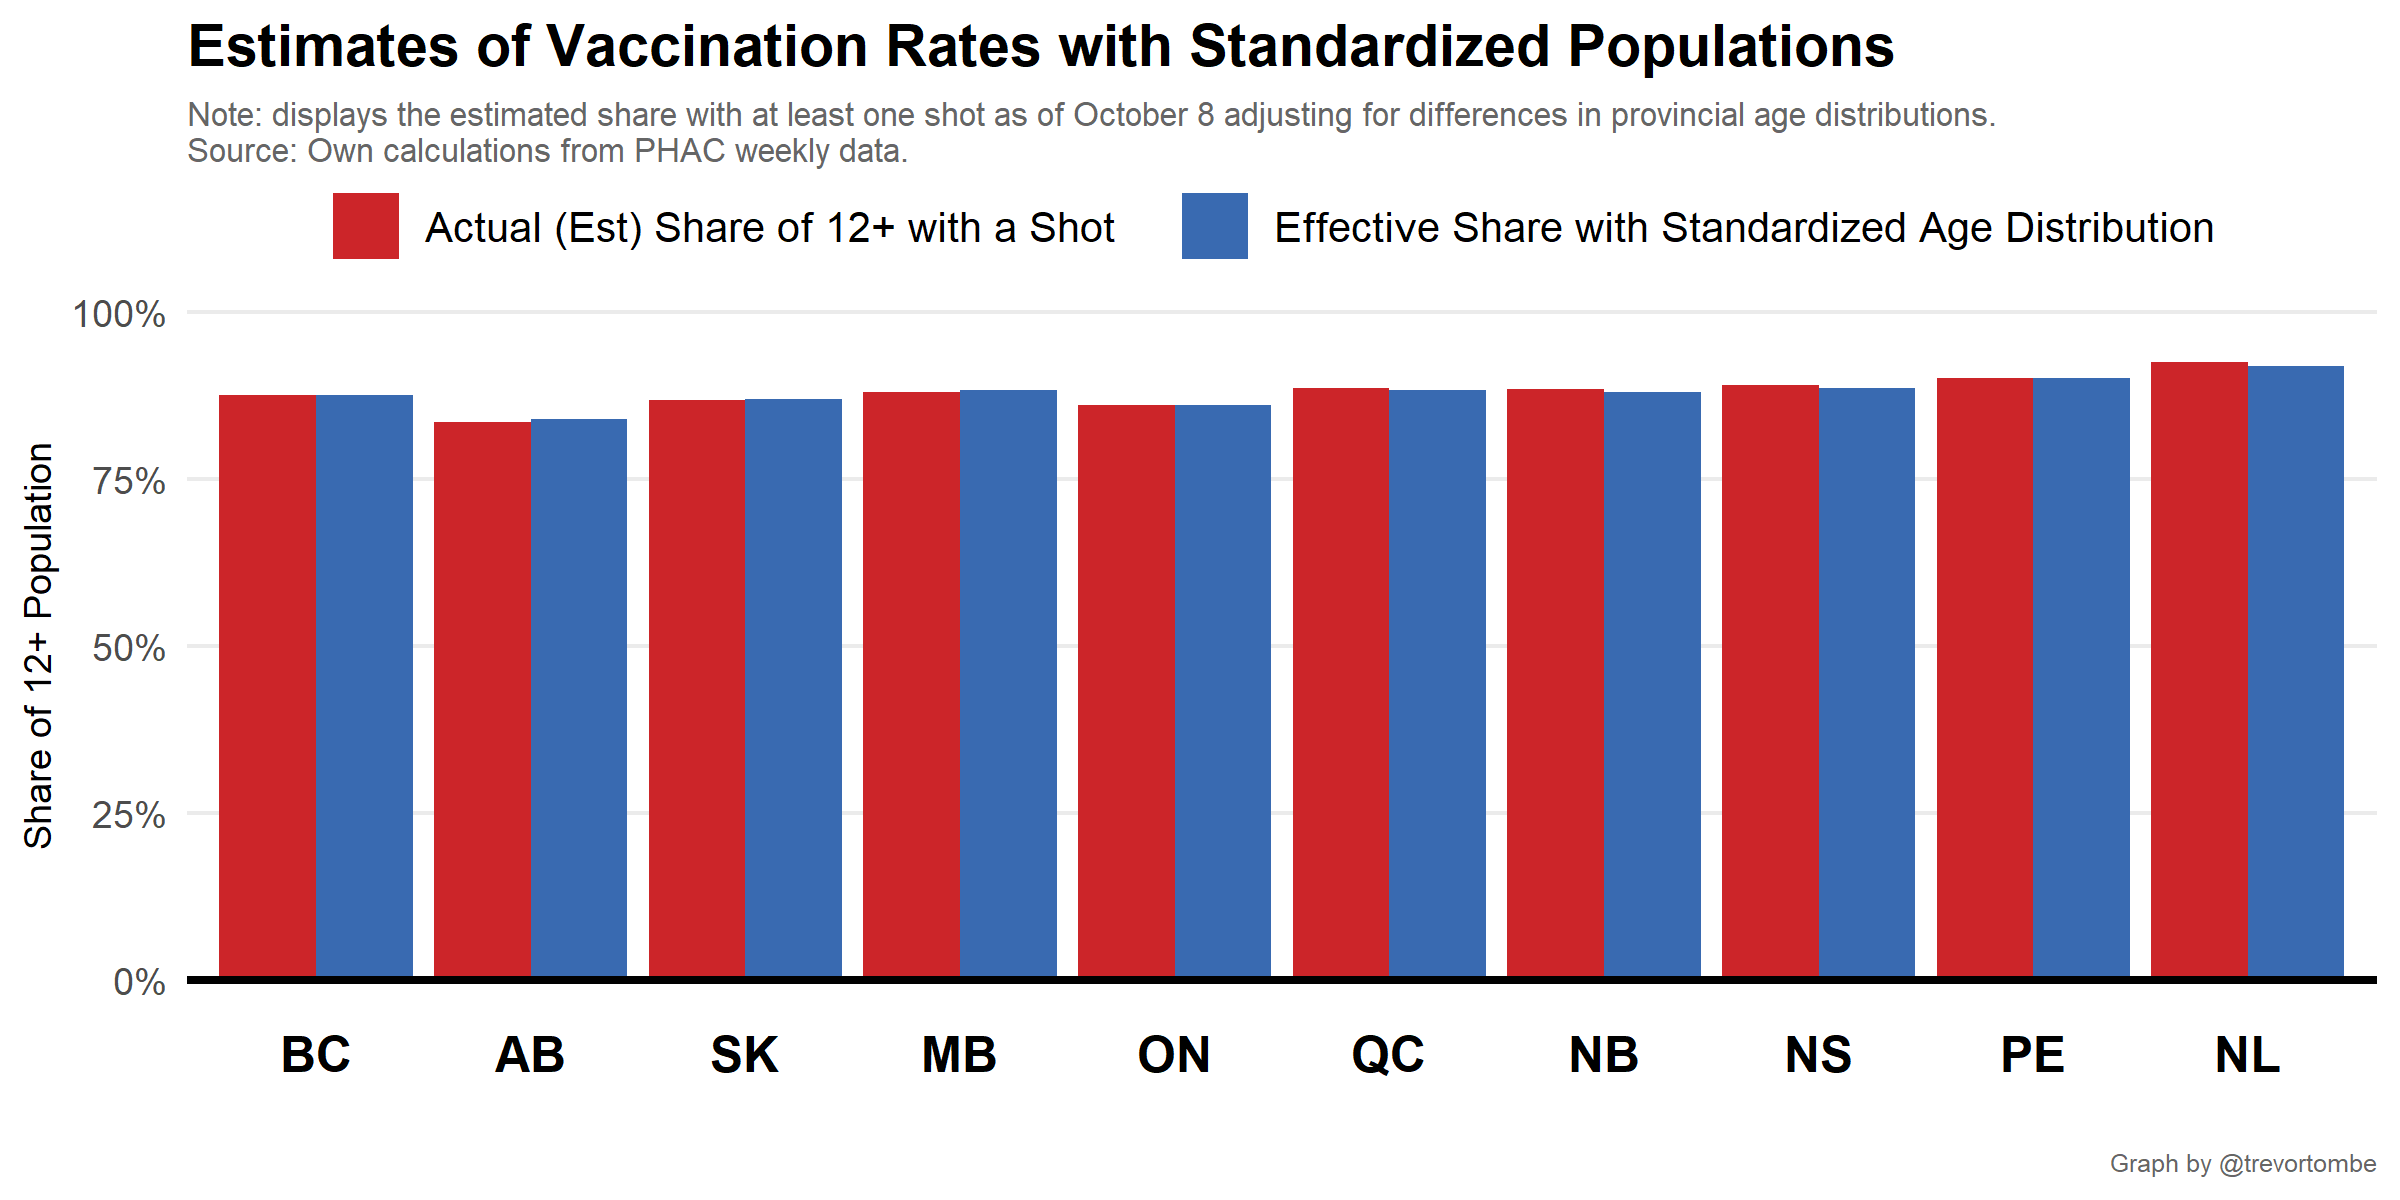 Estimates of Vaccination Rates with Standardized Populations
Note: displays the estimated share with at least one shot as of October 8 adjusting for differences in provincial age distributions.
Source: Own calculations from PHAC weekly data.
Actual (Est) Share of 12+ with a Shot
Effective Share with Standardized Age Distribution
Share of 12+ Population
100%
75%
50%
25%
0%
BC AB SK MB ON QC NB NS PE NL
Graph by @trevortombe